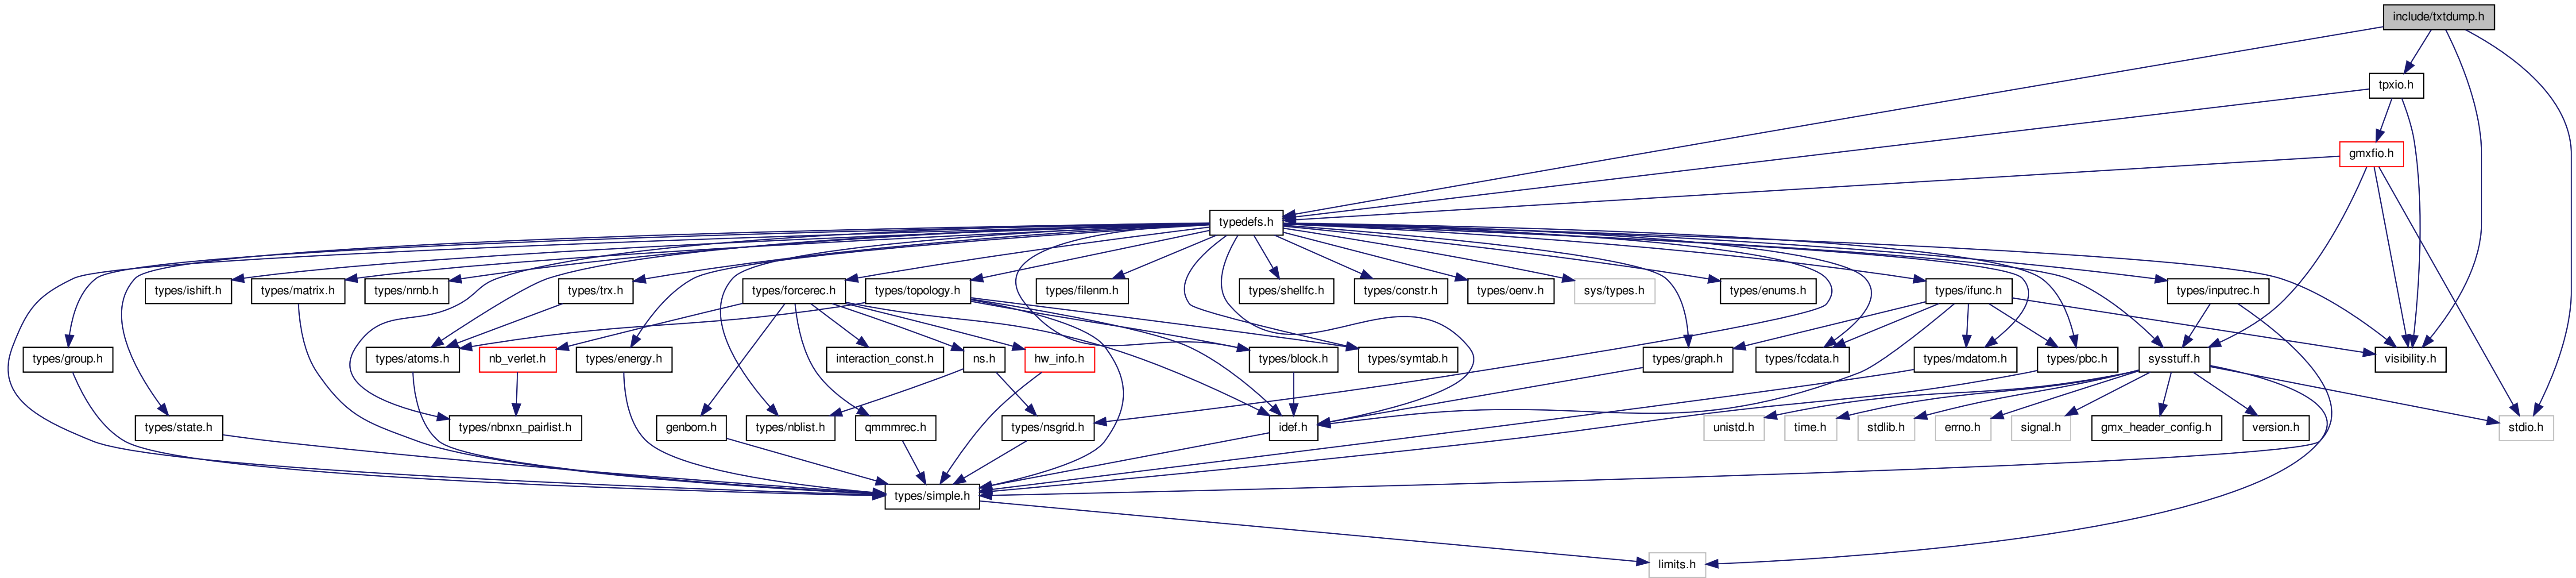 include/txtdump.h
tpxio.h
gmxfio.h
typedefs.h
types/ishift.h
types/matrix.h
types/nrnb.h
types/trx.h
types/forcerec.h
types/topology.h
types/filenm.h
types/shellfc.h
types/constr.h
types/oenv.h
sys/types.h
types/enums.h
types/ifunc.h
types/inputrec.h
types/group.h
types/atoms.h
nb_verlet.h
types/energy.h
interaction_const.h
ns.h
hw_info.h
types/block.h
types/symtab.h
types/graph.h
types/fcdata.h
types/mdatom.h
types/pbc.h
sysstuff.h
visibility.h
types/state.h
types/nbnxn_pairlist.h
genborn.h
types/nblist.h
qmmmrec.h
types/nsgrid.h
idef.h
unistd.h
time.h
stdlib.h
errno.h
signal.h
gmx_header_config.h
version.h
stdio.h
types/simple.h
limits.h